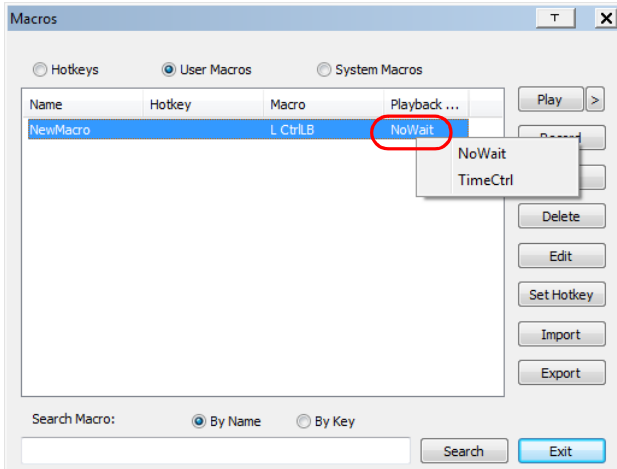 Macros
T X
Hotkeys User Macros System Macros
Name Hotkey Macro Playback ...
Play >
NewMacro L CtrlLB NoWait
Record
NoWait
TimeCtrl
Delete
Edit
Set Hotkey
Import
Export
Search Macro: By Name By Key
Search Exit